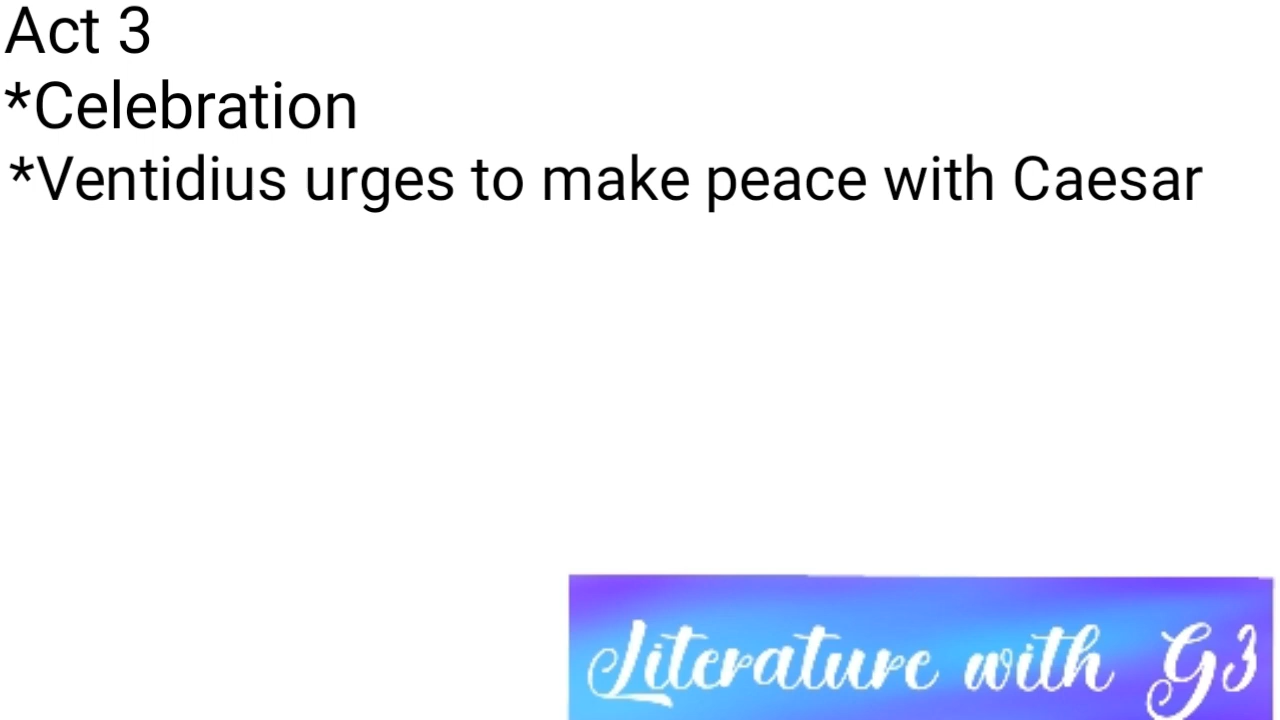 Act 3
*Celebration
*Ventidius urges to make peace with Caesar
Literature with G3